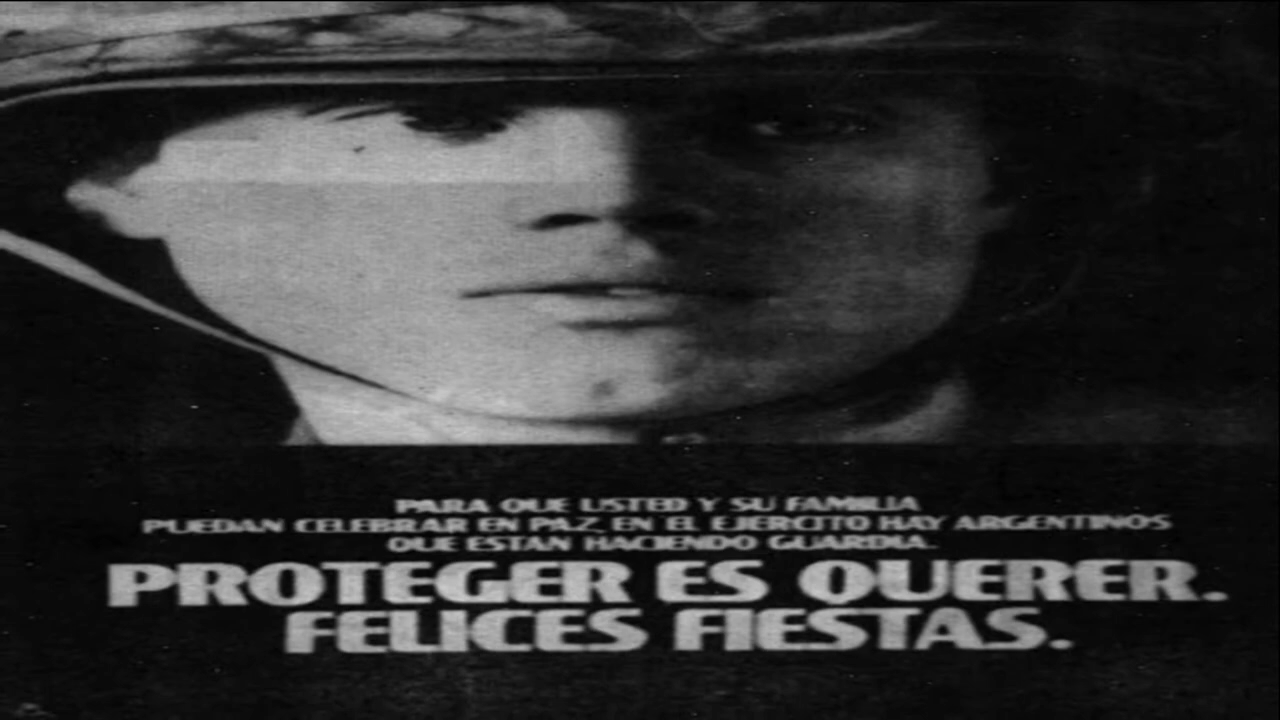 PARA QUE USTED Y SU FAMILIA
PUEDAN CELEBRAR EN PAZ, EN EL EJERCITO HAY ARGENTINOS
QUE ESTAN HACIENDO GUARDIA.
PROTEGER ES QUERER.
FELICES FIESTAS.